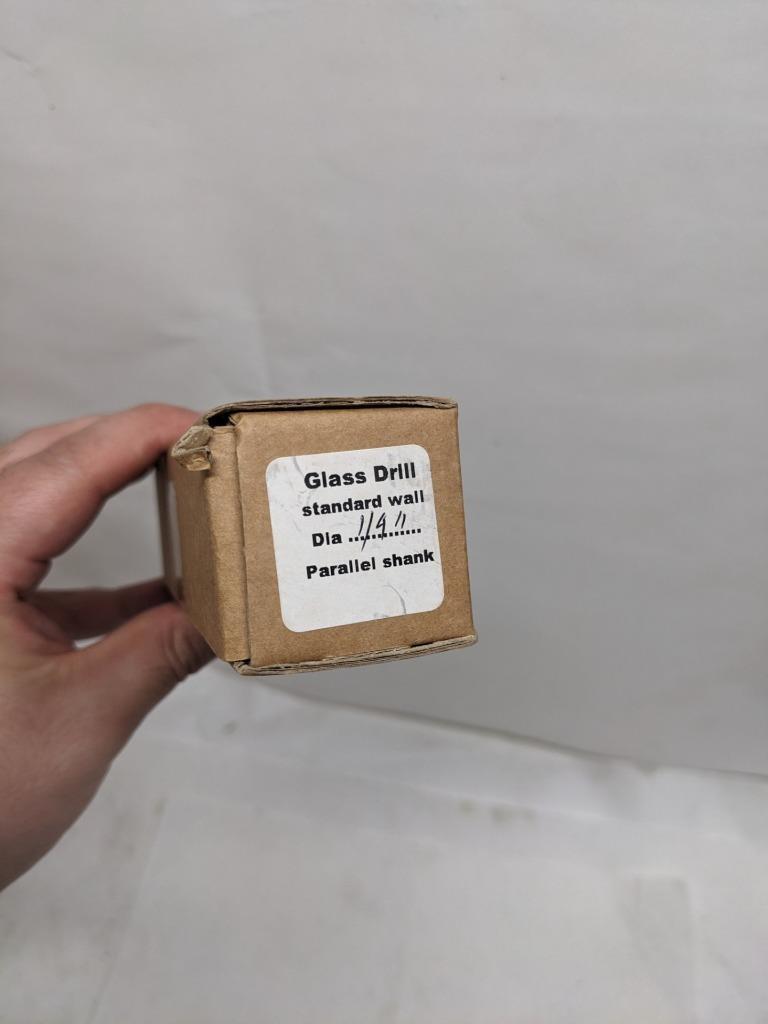 Glass Drill
standard wall
Dia ............. 1/4"
Parallel shank